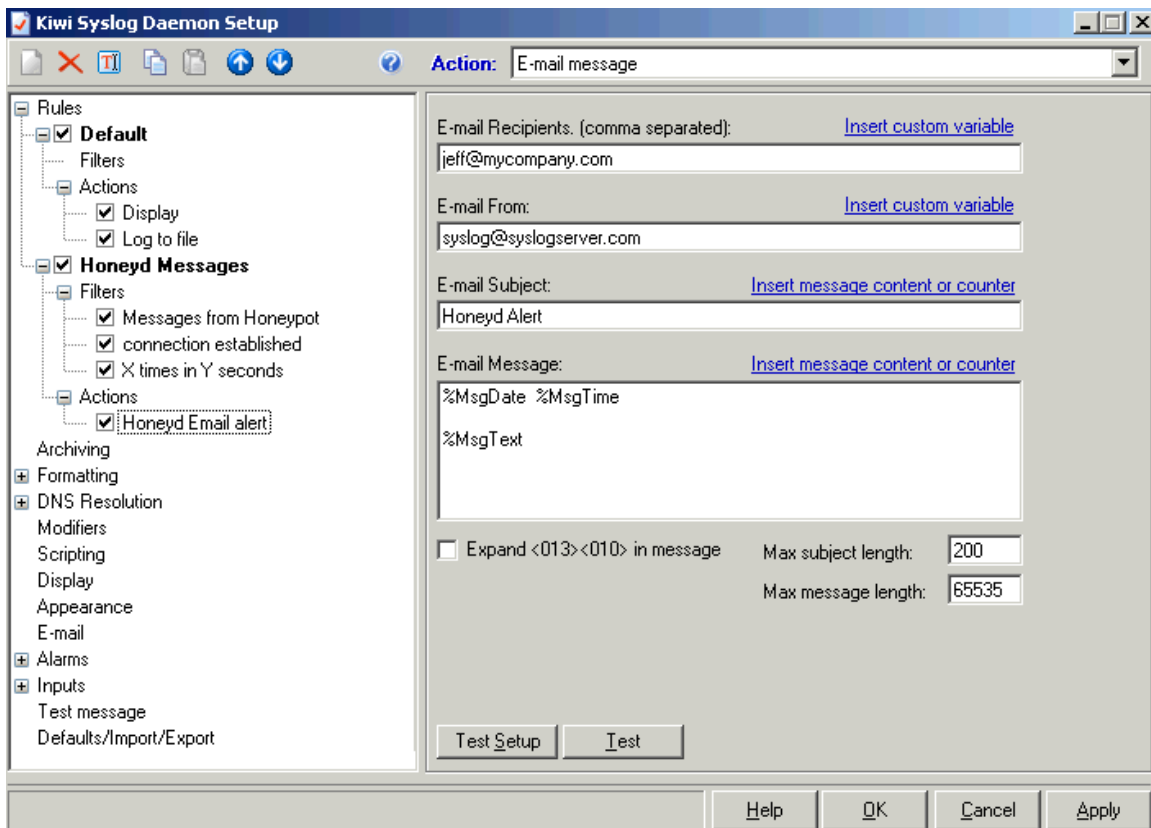 Kiwi Syslog Daemon Setup
Action: E-mail message
Rules
Default
Filters
Actions
Display
Log to file
Honeyd Messages
Filters
Messages from Honeypot
connection established
X times in Y seconds
Actions
Honeyd Email alert
Archiving
Formatting
DNS Resolution
Modifiers
Scripting
Display
Appearance
E-mail
Alarms
Inputs
Test message
Defaults/Import/Export
E-mail Recipients. (comma separated): Insert custom variable
jeff@mycompany.com
E-mail From: Insert custom variable
syslog@syslogserver.com
E-mail Subject: Insert message content or counter
Honeyd Alert
E-mail Message: Insert message content or counter
%MsgDate %MsgTime
%MsgText
Expand <013><010> in message Max subject length: 200
Max message length: 65535
Test Setup Test
Help OK Cancel Apply